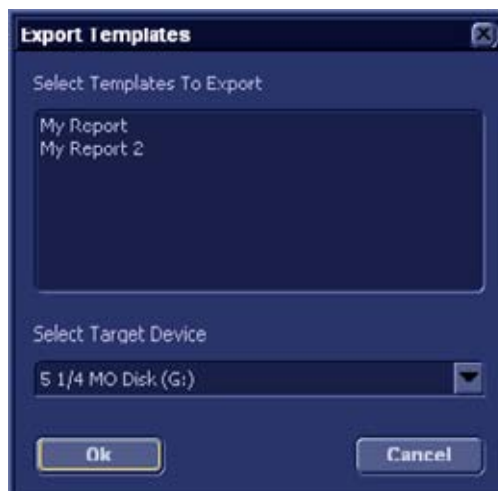 Export Templates
Select Templates To Export
My Report
My Report 2
Select Target Device
5 1/4 MO Disk (G:)
Ok
Cancel